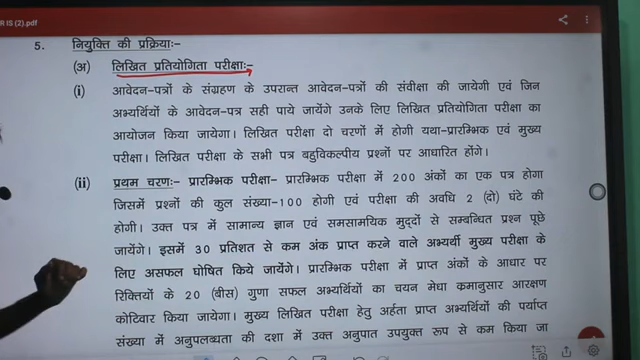 R IS (2).pdf
5. नियुक्ति की प्रक्रियाः-
(अ) लिखित प्रतियोगिता परीक्षाः-
(i) आवेदन-पत्रों के संग्रहण के उपरान्त आवेदन-पत्रों की संवीक्षा की जायेगी एवं जिन
अभ्यर्थियों के आवेदन-पत्र सही पाये जायेंगे उनके लिए लिखित प्रतियोगिता परीक्षा का
आयोजन किया जायेगा। लिखित परीक्षा दो चरणों में होगी यथा-प्रारम्भिक एवं मुख्य
परीक्षा। लिखित परीक्षा के सभी पत्र बहुविकल्पीय प्रश्नों पर आधारित होंगे।
(ii) प्रथम चरणः- प्रारम्भिक परीक्षा- प्रारम्भिक परीक्षा में 200 अंकों का एक पत्र होगा
जिसमें प्रश्नों की कुल संख्या-100 होगी एवं परीक्षा की अवधि 2 (दो) घंटे की
होगी। उक्त पत्र में सामान्य ज्ञान एवं समसामयिक मुद्दों से सम्बन्धित प्रश्न पूछे
जायेंगे। इसमें 30 प्रतिशत से कम अंक प्राप्त करने वाले अभ्यर्थी मुख्य परीक्षा के
लिए असफल घोषित किये जायेंगे। प्रारम्भिक परीक्षा में प्राप्त अंकों के आधार पर
रिक्तियों के 20 (बीस) गुणा सफल अभ्यर्थियों का चयन मेधा क्रमानुसार आरक्षण
कोटिवार किया जायेगा। मुख्य लिखित परीक्षा हेतु अर्हता प्राप्त अभ्यर्थियों की पर्याप्त
संख्या में अनुपलब्धता की दशा में उक्त अनुपात उपयुक्त रूप से कम किया जा